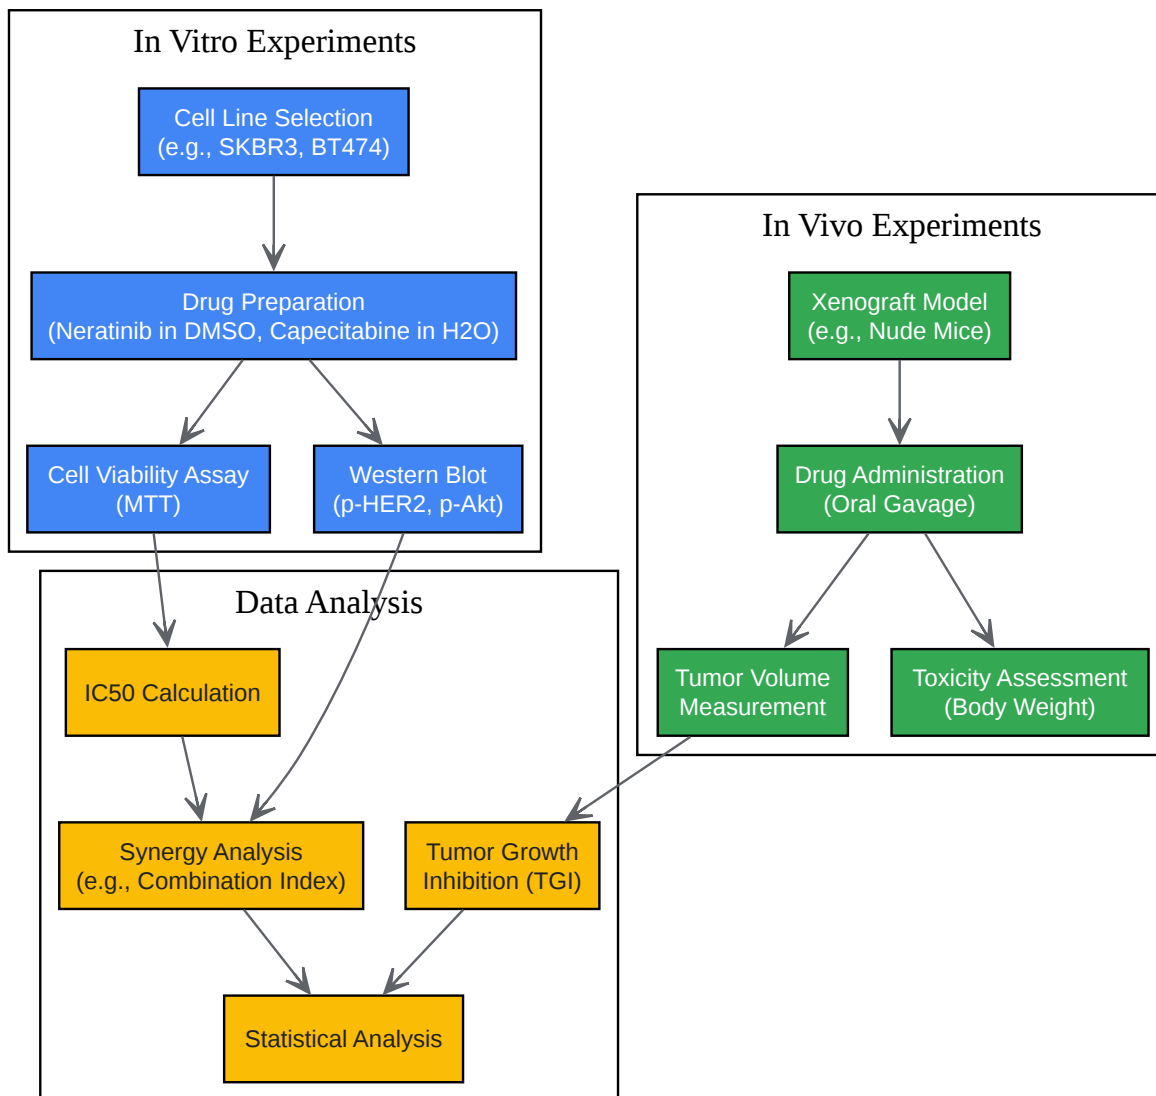 In Vitro Experiments
Cell Line Selection
(e.g., SKBR3, BT474)
Drug Preparation
(Neratinib in DMSO, Capecitabine in H2O)
Cell Viability Assay
(MTT)
Western Blot
(p-HER2, p-Akt)
In Vivo Experiments
Xenograft Model
(e.g., Nude Mice)
Drug Administration
(Oral Gavage)
Tumor Volume
Measurement
Toxicity Assessment
(Body Weight)
Data Analysis
IC50 Calculation
Synergy Analysis
(e.g., Combination Index)
Tumor Growth
Inhibition (TGI)
Statistical Analysis